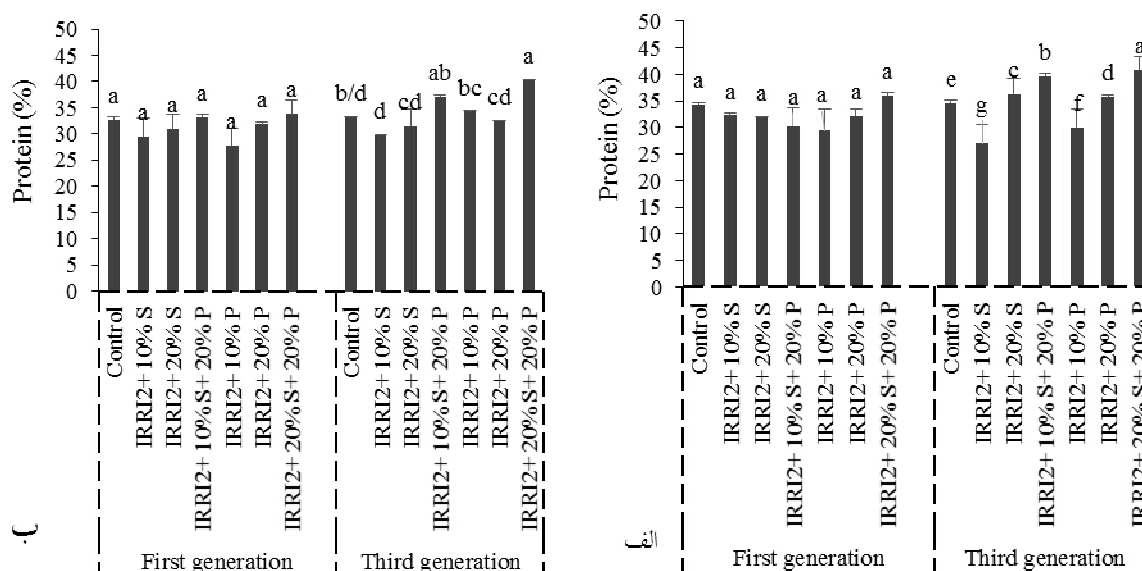 50
45
40
35
30
25
20
15
10
5
0
Protein (%)
a
a
a
a
a
a
a
b/d
d
cd
ab
bc
cd
a
Control
IRRI2+ 10% S
IRRI2+ 20% S
IRRI2+ 10% S+ 20% P
IRRI2+ 10% P
IRRI2+ 20% P
IRRI2+ 20% S+ 20% P
Control
IRRI2+ 10% S
IRRI2+ 20% S
IRRI2+ 10% S+ 20% P
IRRI2+ 10% P
IRRI2+ 20% P
IRRI2+ 20% S+ 20% P
First generation
Third generation
50
45
40
35
30
25
20
15
10
5
0
Protein (%)
a
a
a
a
a
a
a
e
g
c
b
f
d
a
Control
IRRI2+ 10% S
IRRI2+ 20% S
IRRI2+ 10% S+ 20% P
IRRI2+ 10% P
IRRI2+ 20% P
IRRI2+ 20% S+ 20% P
Control
IRRI2+ 10% S
IRRI2+ 20% S
IRRI2+ 10% S+ 20% P
IRRI2+ 10% P
IRRI2+ 20% P
IRRI2+ 20% S+ 20% P
الف
First generation
Third generation